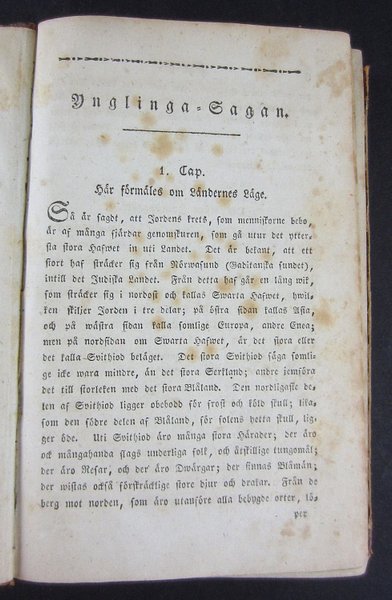 Ynglinga-Sagan.
1. Cap.
Här förmäles om Ländernes Läge.
Så är sagdt, att Jordens krets, som menniskorne bebo,
är af många fjärdar genomskuren, som gå utur det ytter-
sta stora Hafwet in uti Landet. Det är bekant, att ett
stort haf sträcker sig från Nörwasund (Gaditanska sundet),
intill det Judiska Landet. Från detta haf går en lång wik,
som sträcker sig i nordost och kallas Swarta Hafwet, hwil-
ken skiljer Jorden i tre delar; på östra sidan kallas Asia,
och på wästra sidan kalla somlige Europa, andre Enea;
men på nordsidan om Swarta Hafwet, är det stora eller
det kalla Swithiod beläget. Det stora Swithiod säga somli-
ge icke wara mindre, än det stora Serkland; andre jemföra
det till storleken med det stora Blåland. Den nordligaste de-
len af Swithiod ligger obebodd för frost och köld skull; lika,
som den södre delen af Blåland, för solens hetta skull, lig-
ger öde. Uti Swithiod äro många stora Härader; der äro
ock mångahanda slags underliga folk, och åtskillige tungomål;
der äro Resar, och der äro Dwärgar; der finnas Blåmän;
der wistas också förskräcklige store djur och drakar. Från de
berg mot norden, som äro utanföre alla bebygde orter, lö-
per